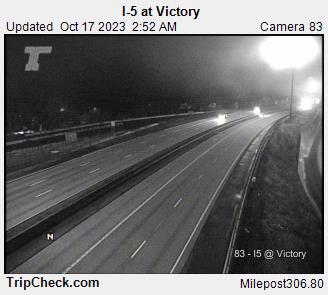 I-5 at Victory
Updated Oct 17 2023 2:52 AM Camera 83
T
N
83 - I5 @ Victory
TripCheck.com Milepost306.80